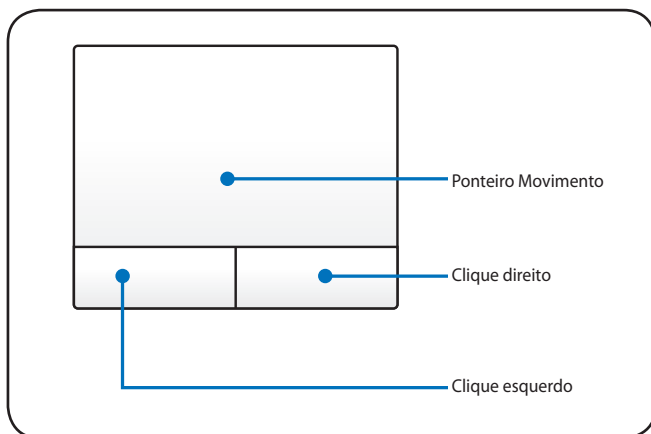 Ponteiro Movimento
Clique direito
Clique esquerdo